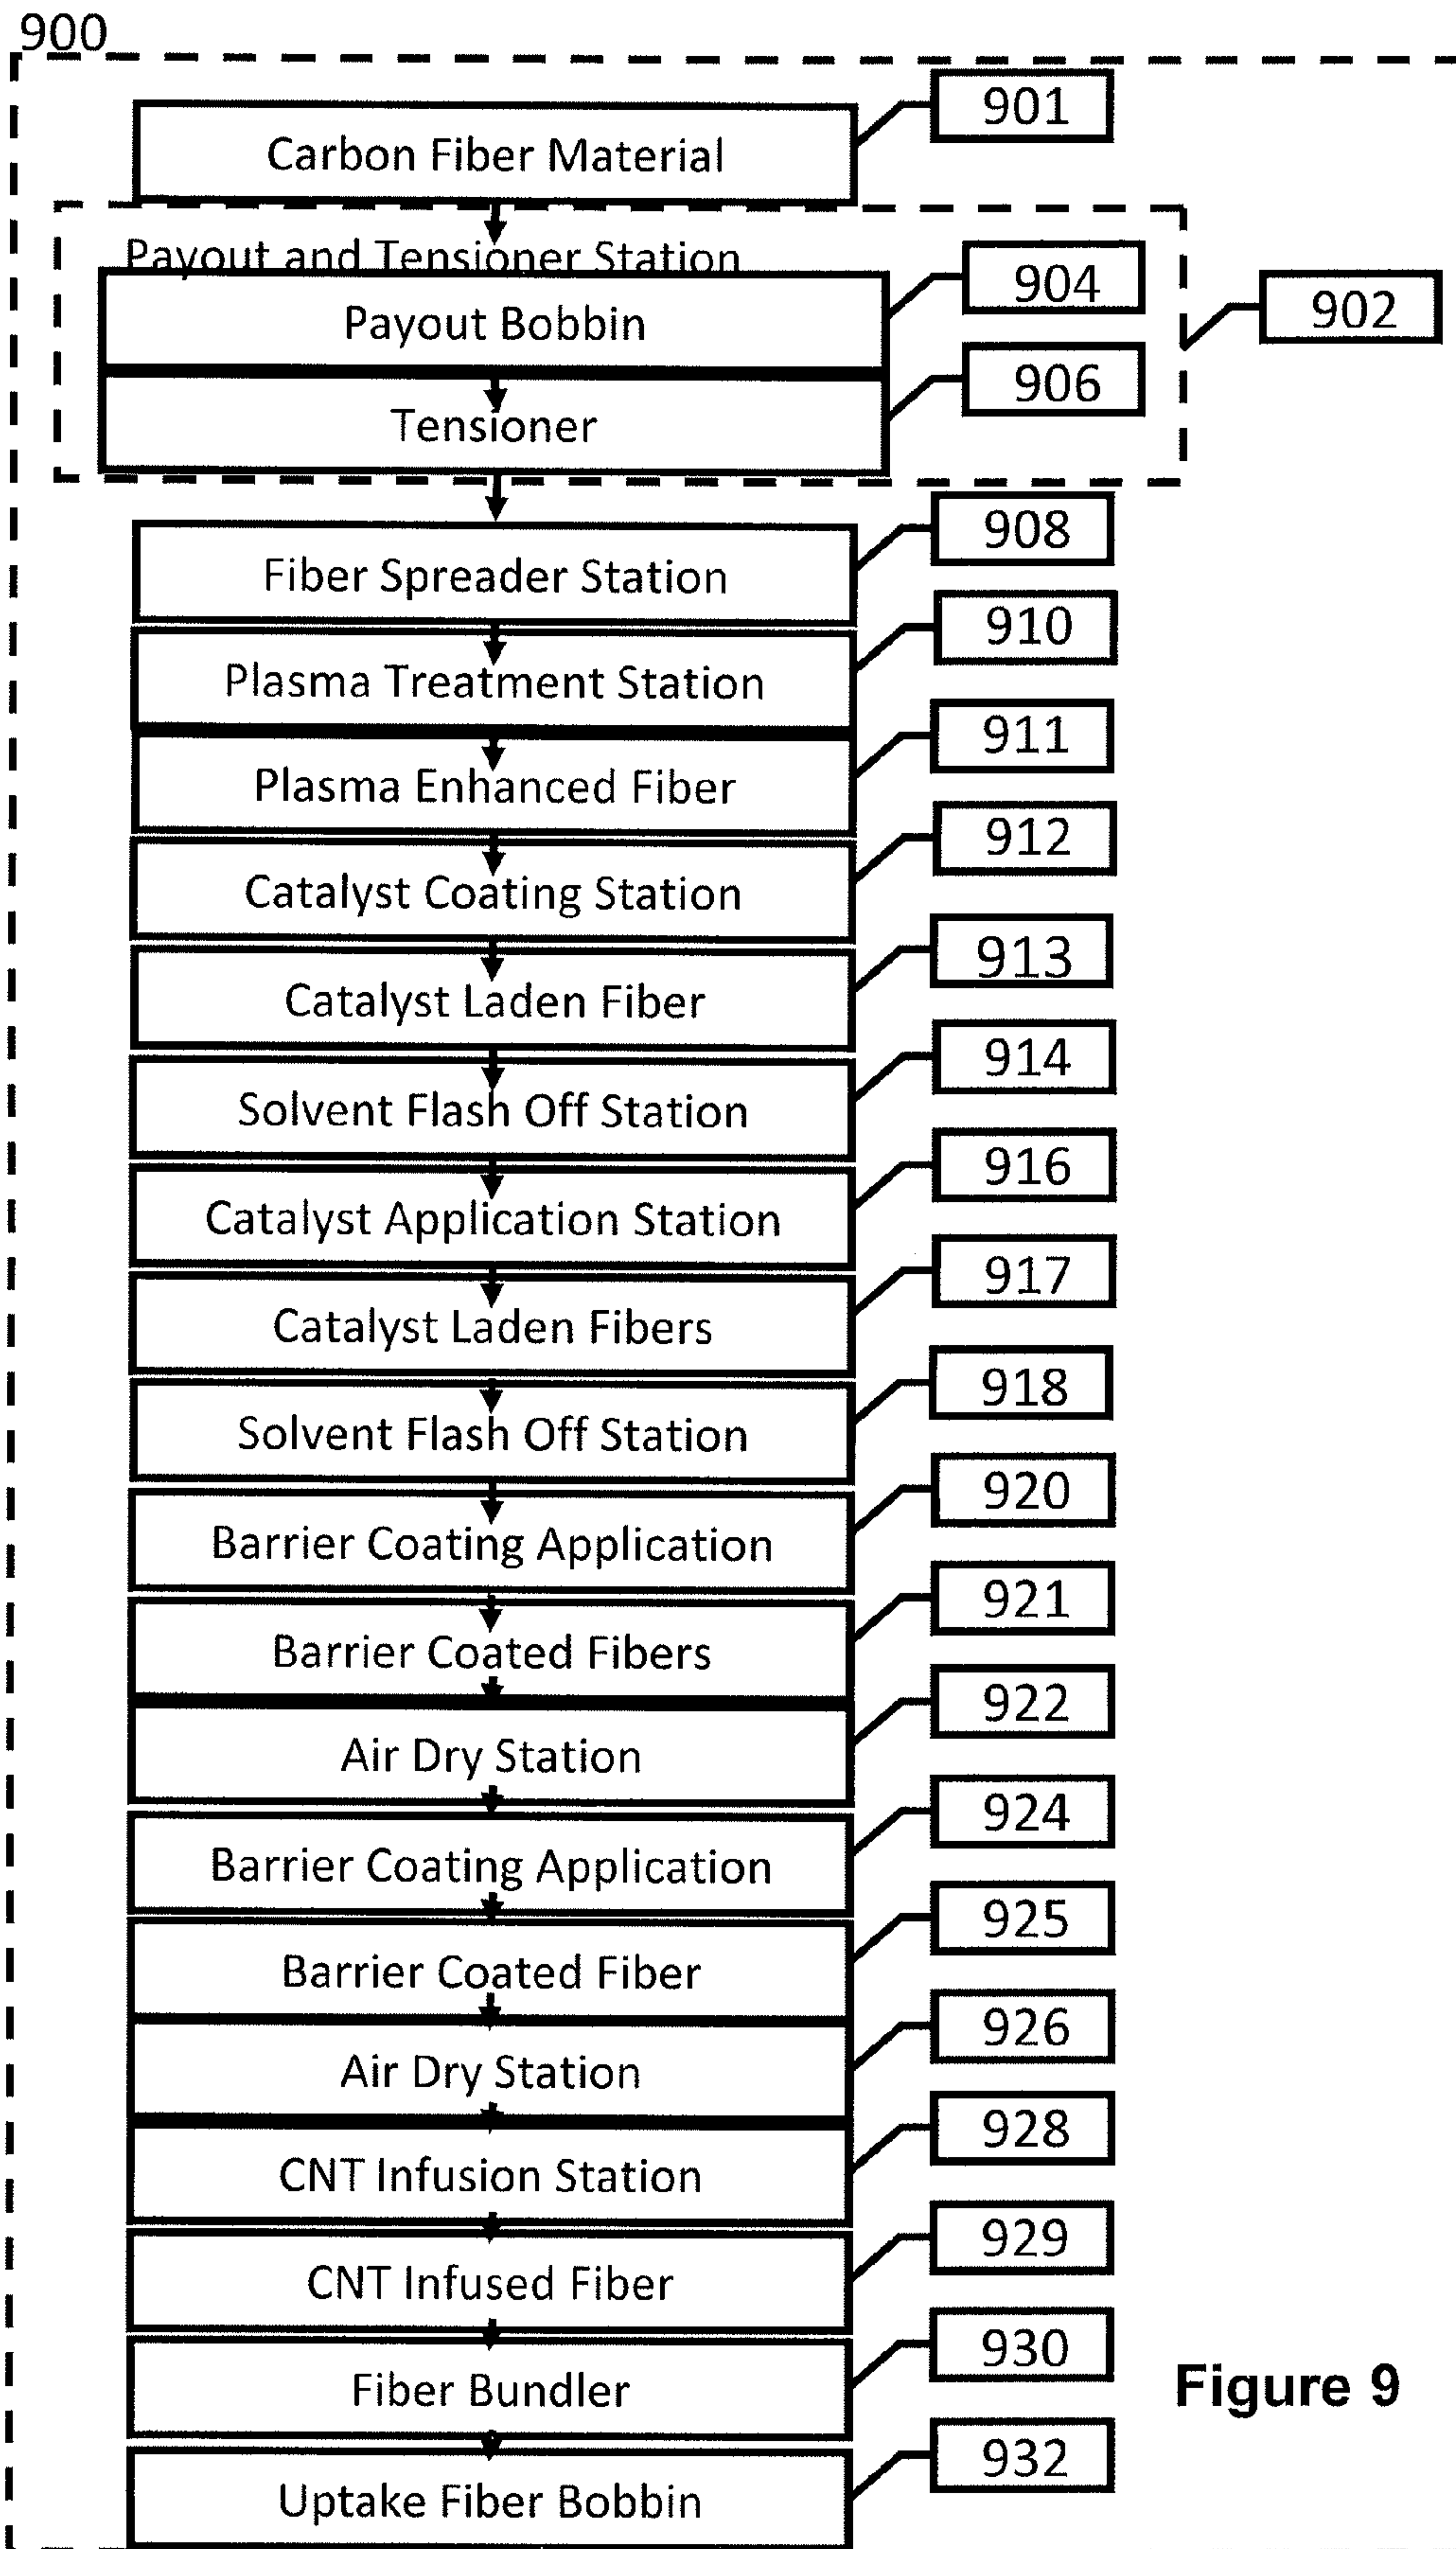 900
Carbon Fiber Material
901
Payout and Tensioner Station
Payout Bobbin
904
902
Tensioner
906
Fiber Spreader Station
908
Plasma Treatment Station
910
Plasma Enhanced Fiber
911
Catalyst Coating Station
912
Catalyst Laden Fiber
913
Solvent Flash Off Station
914
Catalyst Application Station
916
Catalyst Laden Fibers
917
Solvent Flash Off Station
918
Barrier Coating Application
920
Barrier Coated Fibers
921
Air Dry Station
922
Barrier Coating Application
924
Barrier Coated Fiber
925
Air Dry Station
926
CNT Infusion Station
928
CNT Infused Fiber
929
Fiber Bundler
930
Figure 9
Uptake Fiber Bobbin
932